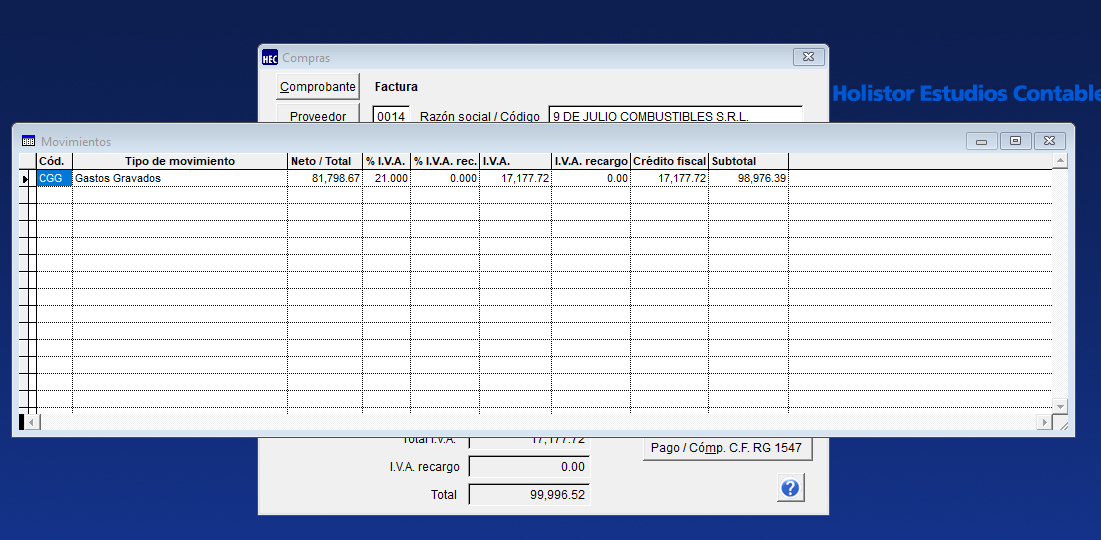 HEC Compras
Comprobante Factura
Holistor Estudios Contable
Proveedor 0014 Razón social / Código 9 DE JULIO COMBUSTIBLES S.R.L.
Movimientos
Cód. Tipo de movimiento Neto / Total % I.V.A. % I.V.A. rec. I.V.A. I.V.A. recargo Crédito fiscal Subtotal
CGG Gastos Gravados 81,798.67 21.000 0.000 17,177.72 0.00 17,177.72 98,976.39
Total I.V.A. 17,177.72
Pago / Cómp. C.F. RG 1547
I.V.A. recargo 0.00
Total 99,996.52